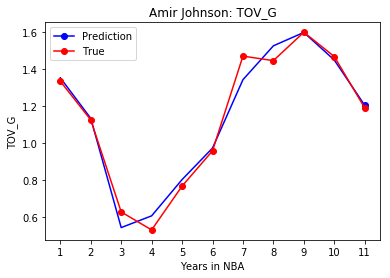 Amir Johnson: TOV_G
Prediction
True
1.6
1.4
1.2
1.0
0.8
0.6
TOV_G
1 2 3 4 5 6 7 8 9 10 11
Years in NBA